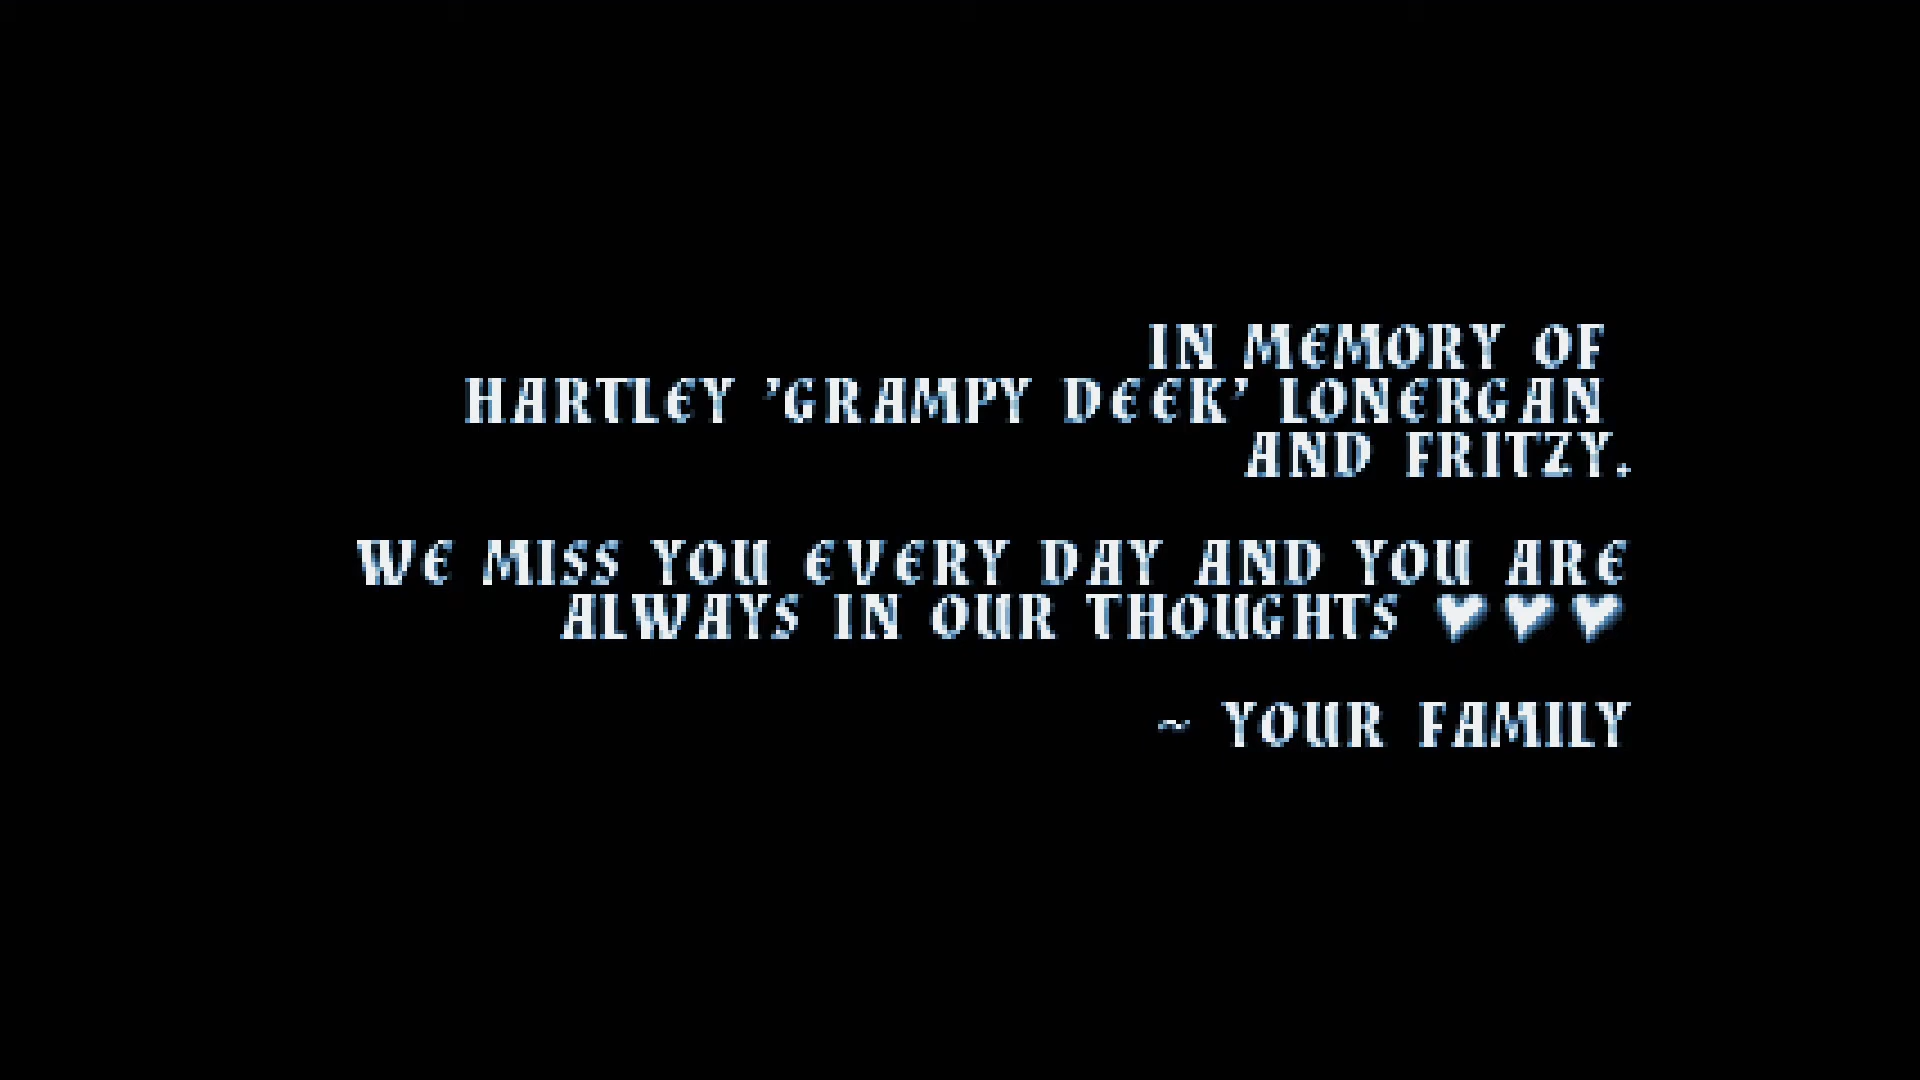 IN MEMORY OF
HARTLEY 'GRAMPY DEEK' LONERGAN
AND FRITZY.
WE MISS YOU EVERY DAY AND YOU ARE
ALWAYS IN OUR THOUGHTS ♥♥♥
~ YOUR FAMILY